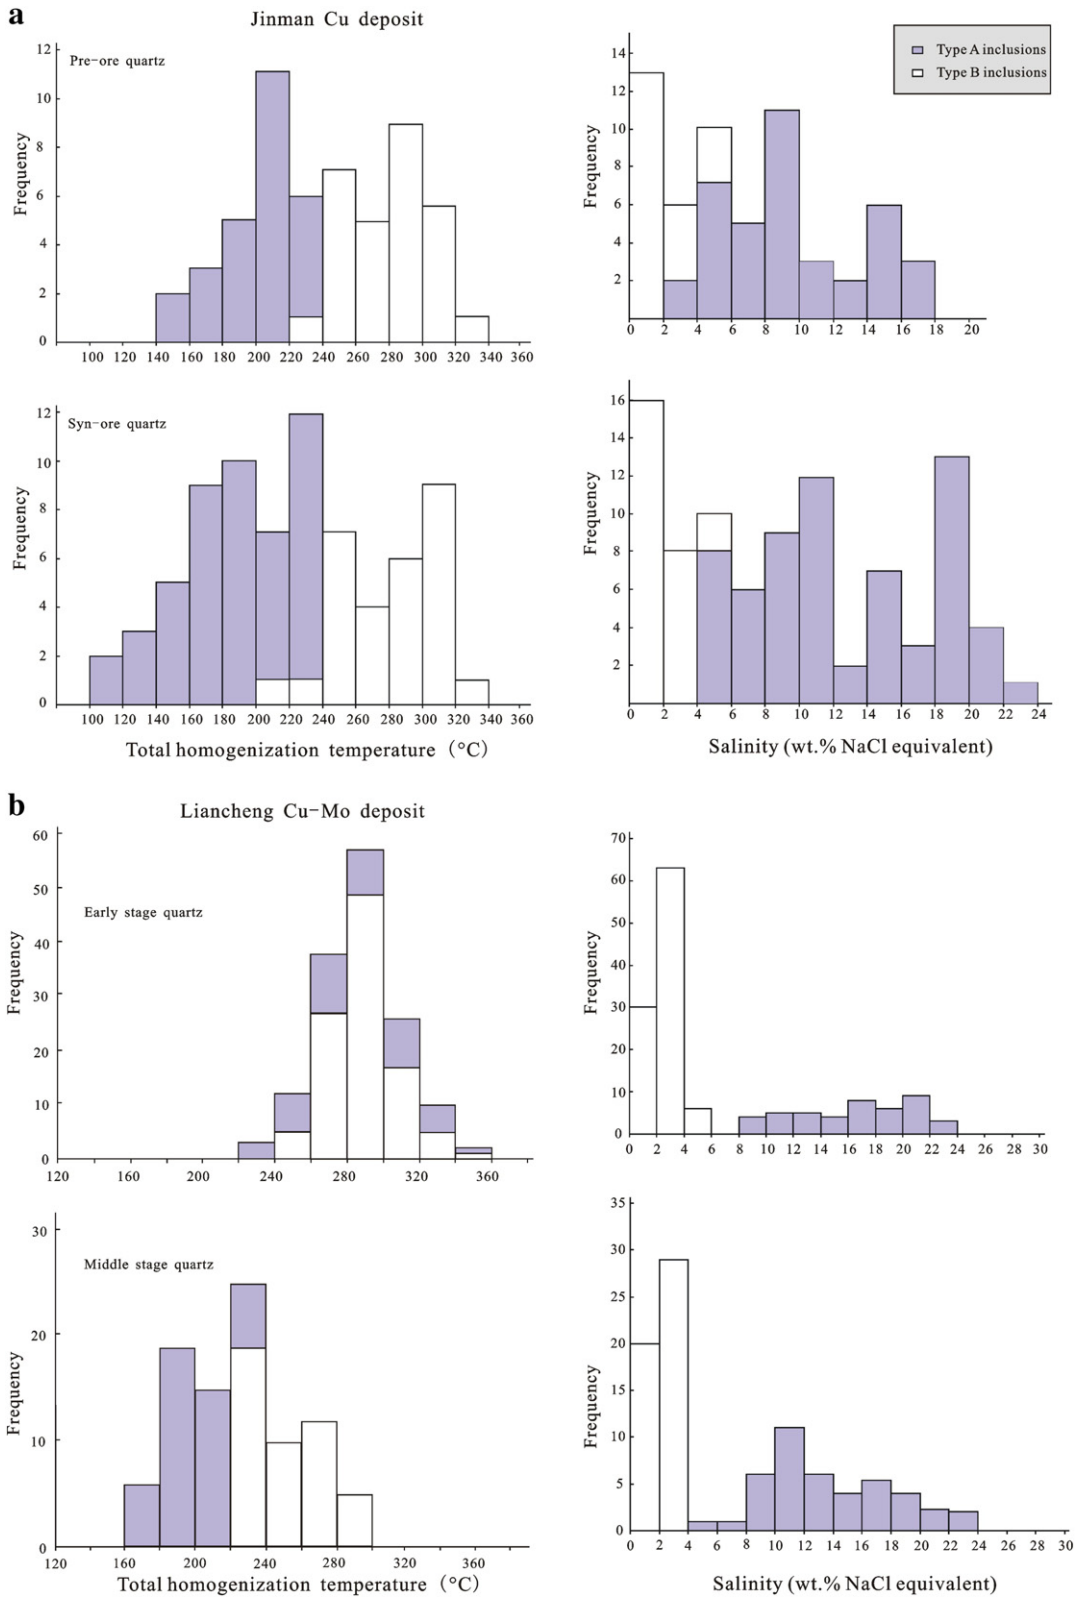 a
Jinman Cu deposit
Pre-ore quartz
Frequency
12
10
8
6
4
2
0
100 120 140 160 180 200 220 240 260 280 300 320 340 360
Type A inclusions
Type B inclusions
Frequency
14
12
10
8
6
4
2
0 2 4 6 8 10 12 14 16 18 20
Syn-ore quartz
Frequency
12
10
8
6
4
2
0
100 120 140 160 180 200 220 240 260 280 300 320 340 360
Total homogenization temperature (°C)
Frequency
16
14
12
10
8
6
4
2
0 2 4 6 8 10 12 14 16 18 20 22 24
Salinity (wt.% NaCl equivalent)
b
Liancheng Cu-Mo deposit
Early stage quartz
Frequency
60
50
40
30
20
10
0
120 160 200 240 280 320 360
Frequency
70
60
50
40
30
20
10
0
0 2 4 6 8 10 12 14 16 18 20 22 24 26 28 30
Middle stage quartz
Frequency
30
20
10
0
120 160 200 240 280 320 360
Total homogenization temperature (°C)
Frequency
35
30
25
20
15
10
5
0
0 2 4 6 8 10 12 14 16 18 20 22 24 26 28 30
Salinity (wt.% NaCl equivalent)